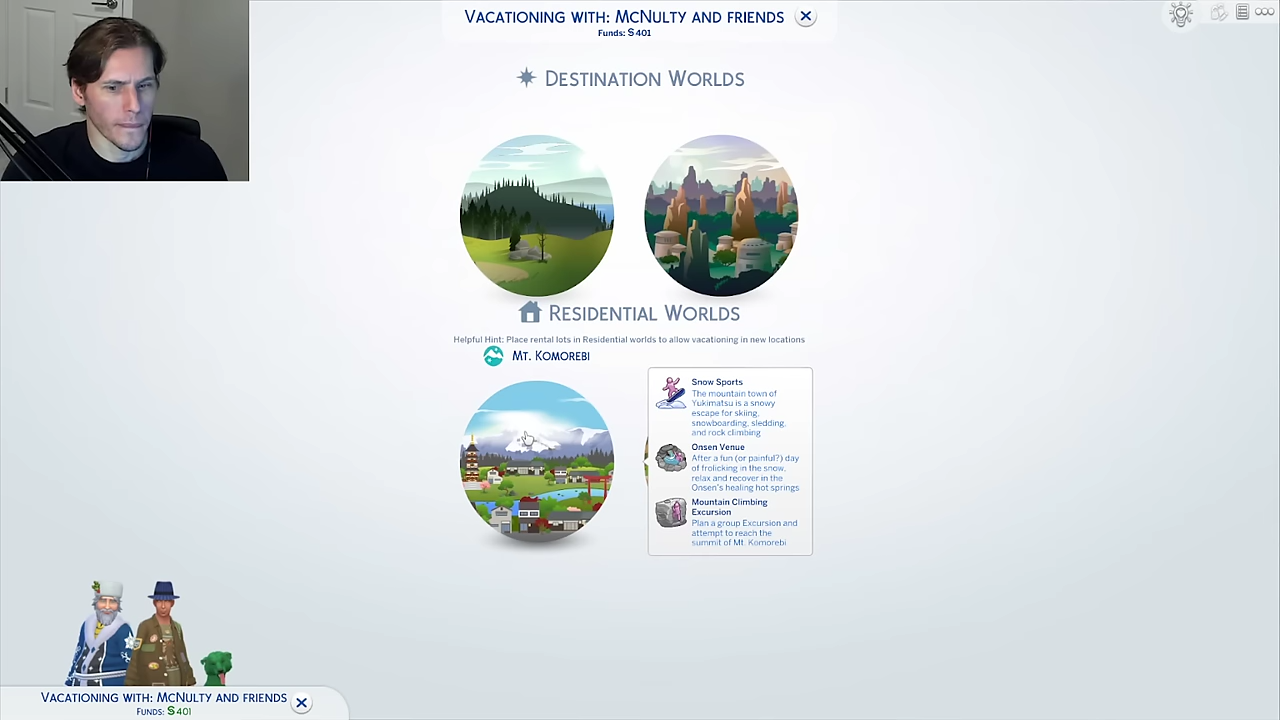 VACATIONING WITH: MCNULTY AND FRIENDS
Funds: §401
DESTINATION WORLDS
RESIDENTIAL WORLDS
Helpful Hint: Place rental lots in Residential worlds to allow vacationing in new locations
MT. KOMOREBI
Snow Sports
The mountain town of
Yukimatsu is a snowy
escape for skiing,
snowboarding, sledding,
and rock climbing
Onsen Venue
After a fun (or painful?) day
of frolicking in the snow,
relax and recover in the
Onsen's healing hot springs
Mountain Climbing
Excursion
Plan a group Excursion and
attempt to reach the
summit of Mt. Komorebi
VACATIONING WITH: MCNULTY AND FRIENDS
FUNDS: §401